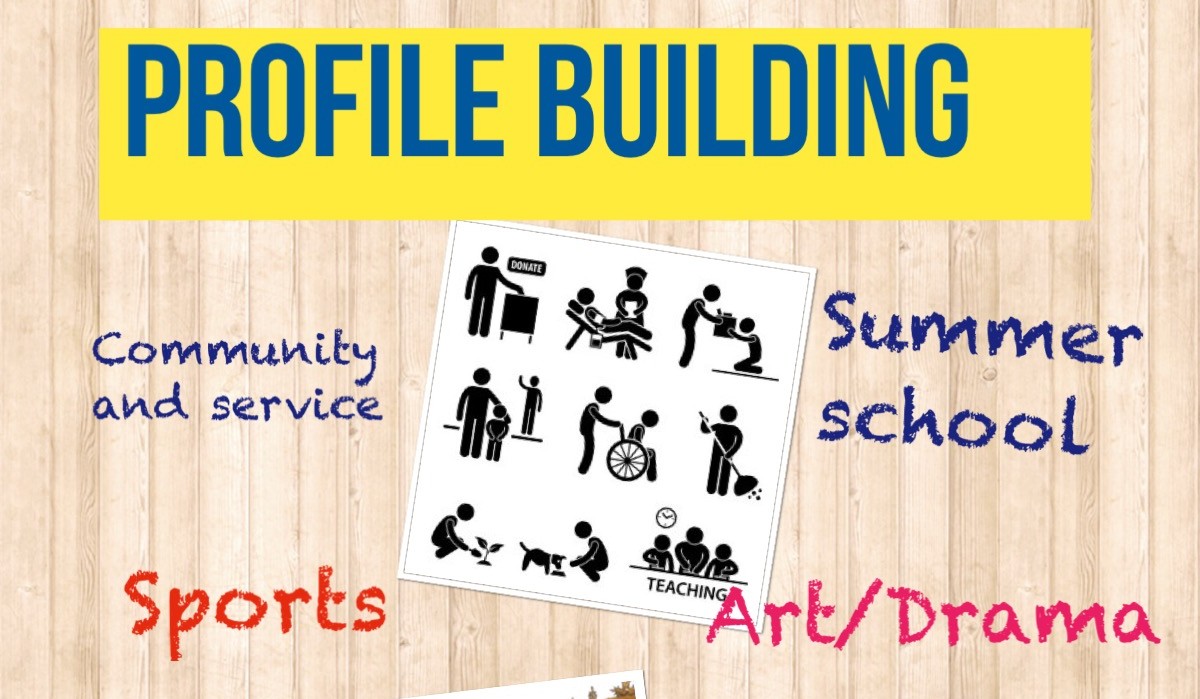 PROFILE BUILDING
DONATE
Community
and service
Summer
school
Sports
TEACHING
Art/Drama